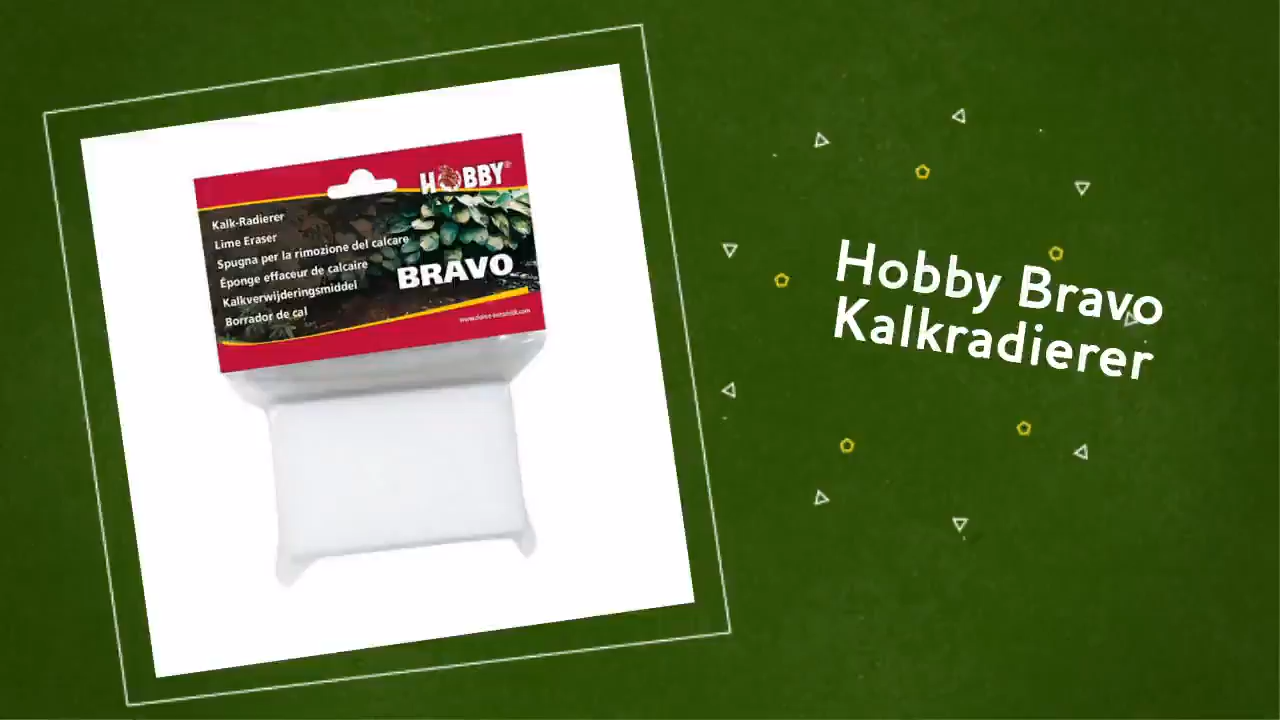 HOBBY®
Kalk-Radierer
Lime Eraser
Spugna per la rimozione del calcare
Éponge effaceur de calcaire
Kalkverwijderingsmiddel
Borrador de cal
BRAVO
Hobby Bravo
Kalkradierer